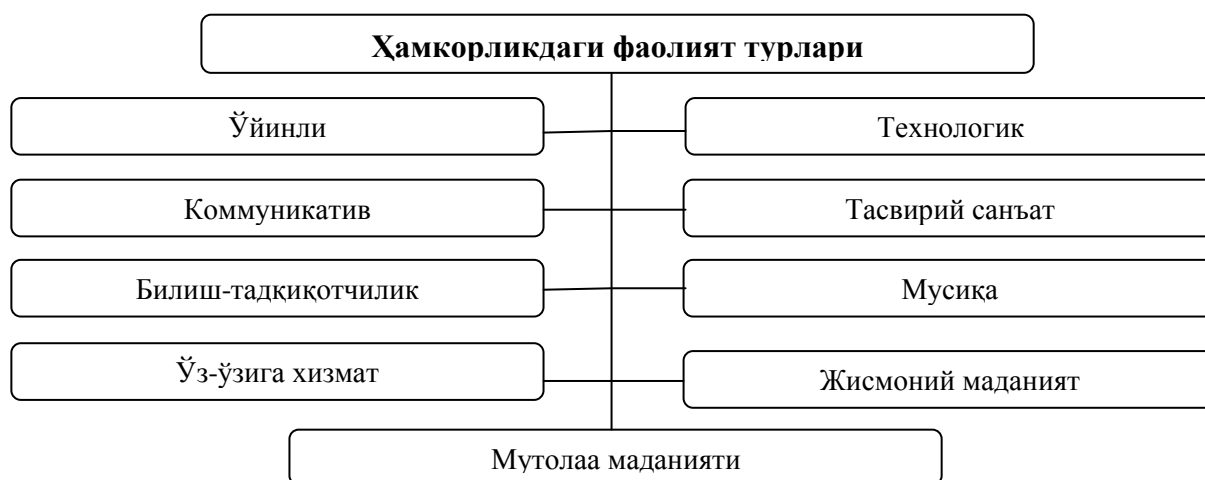 Ҳамкорликдаги фаолият турлари
Ўйинли
Технологик
Коммуникатив
Тасвирий санъат
Билиш-тадқиқотчилик
Мусиқа
Ўз-ўзига хизмат
Жисмоний маданият
Мутолаа маданияти